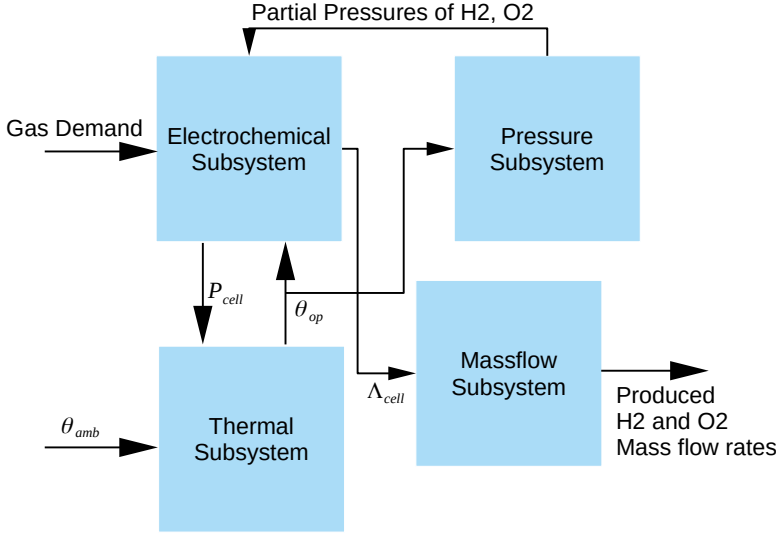 Partial Pressures of H2, O2
Gas Demand
Electrochemical
Subsystem
Pressure
Subsystem
P_cell
θ_op
Λ_cell
Massflow
Subsystem
Produced
H2 and O2
Mass flow rates
θ_amb
Thermal
Subsystem